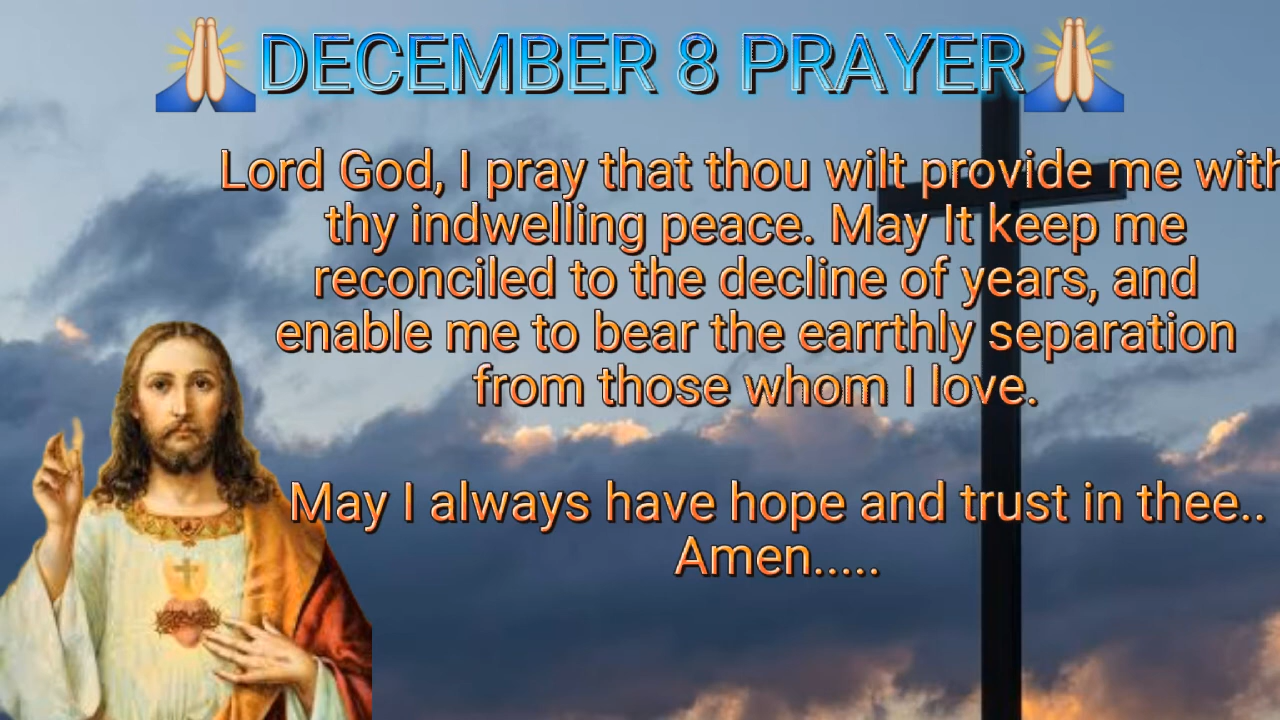 🙏DECEMBER 8 PRAYER🙏
Lord God, I pray that thou wilt provide me with
thy indwelling peace. May It keep me
reconciled to the decline of years, and
enable me to bear the earrthly separation
from those whom I love.
May I always have hope and trust in thee..
Amen.....